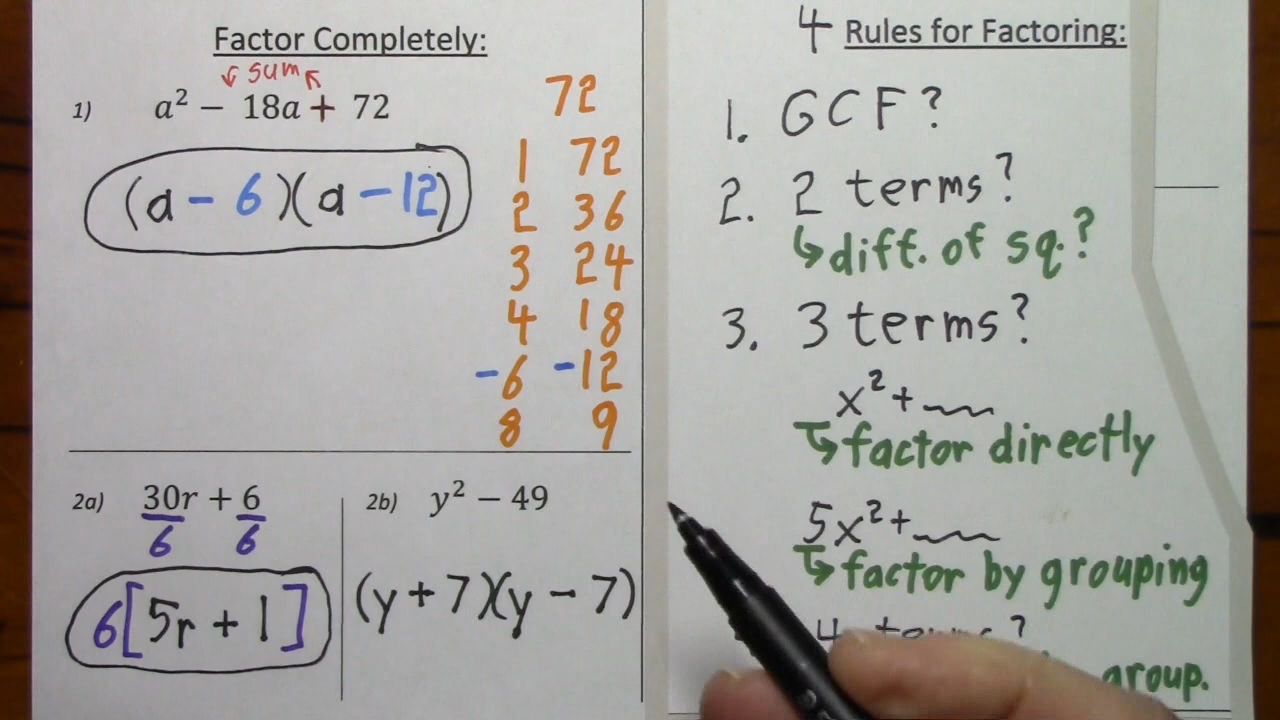 Factor Completely:
sum
1) a² − 18a + 72
(a − 6)(a − 12)
72
1 72
2 36
3 24
4 18
-6 -12
8 9
2a) 30r + 6
6 6
6[5r + 1]
2b) y² − 49
(y + 7)(y − 7)
4 Rules for Factoring:
1. GCF?
2. 2 terms?
↳ diff. of sq.?
3. 3 terms?
x² +
↳ factor directly
5x² +
↳ factor by grouping
4 terms?
group.